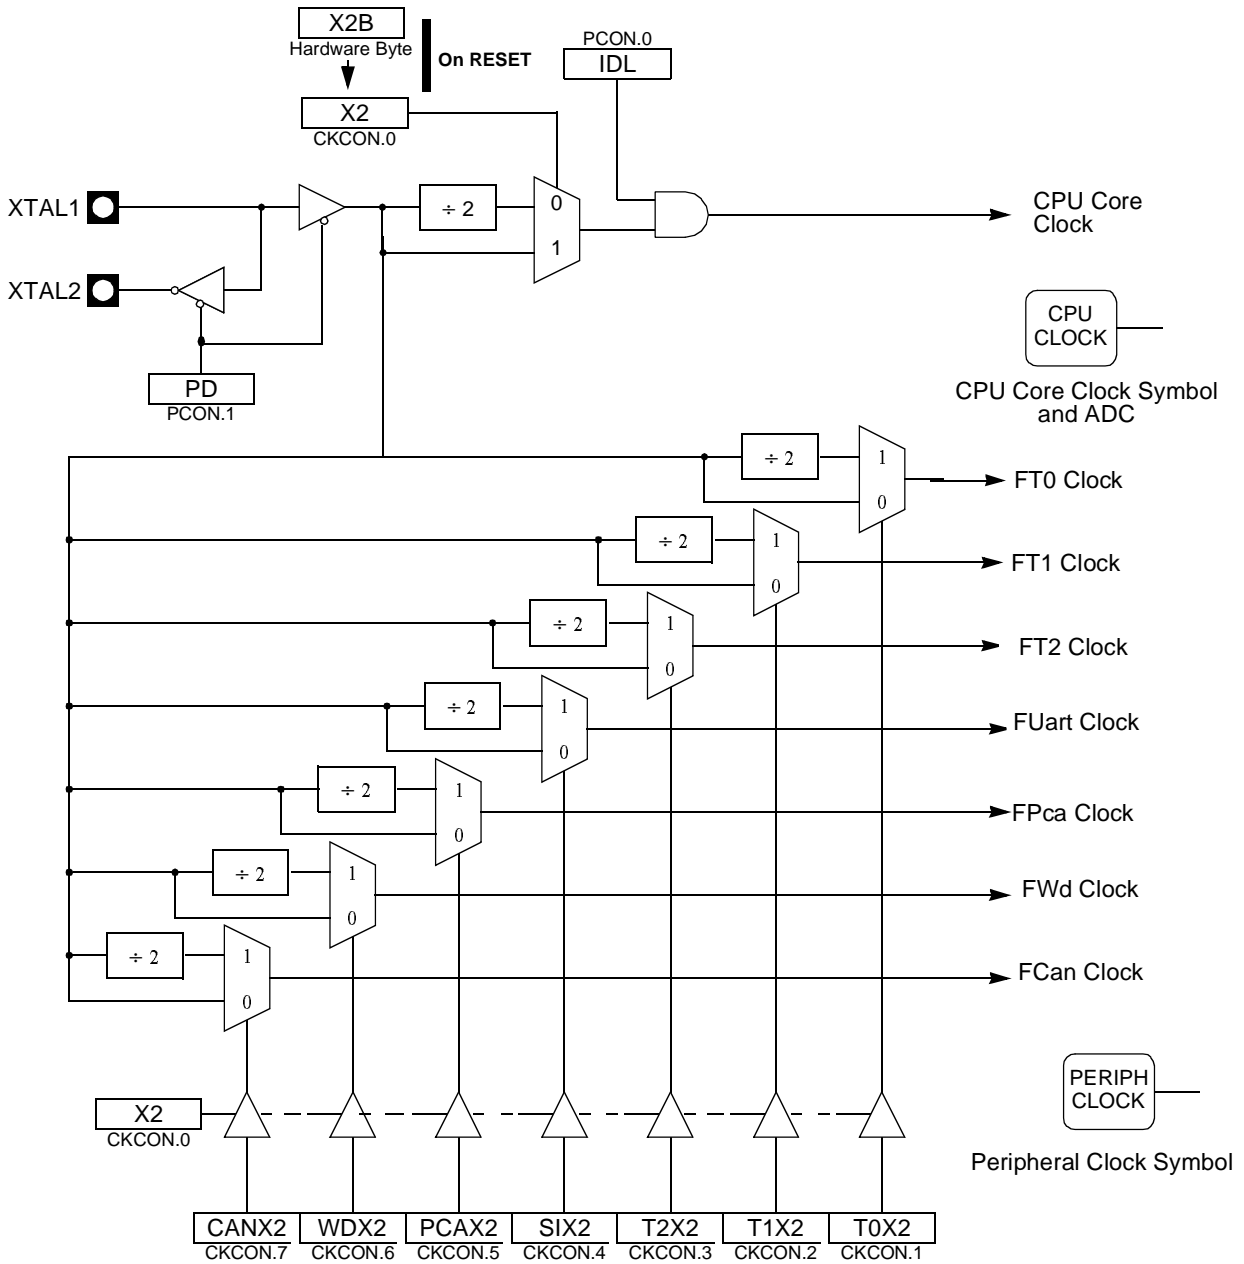 X2B
Hardware Byte
On RESET
PCON.0
IDL
X2
CKCON.0
XTAL1
÷ 2
0
1
CPU Core
Clock
XTAL2
CPU
CLOCK
PD
PCON.1
CPU Core Clock Symbol
and ADC
÷ 2
1
0
FT0 Clock
÷ 2
1
0
FT1 Clock
÷ 2
1
0
FT2 Clock
÷ 2
1
0
FUart Clock
÷ 2
1
0
FPca Clock
÷ 2
1
0
FWd Clock
÷ 2
1
0
FCan Clock
PERIPH
CLOCK
X2
CKCON.0
Peripheral Clock Symbol
CANX2
CKCON.7
WDX2
CKCON.6
PCAX2
CKCON.5
SIX2
CKCON.4
T2X2
CKCON.3
T1X2
CKCON.2
T0X2
CKCON.1